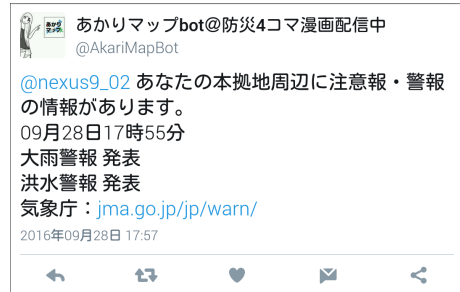 あかりマップbot@防災4コマ漫画配信中
@AkariMapBot
@nexus9_02 あなたの本拠地周辺に注意報・警報
の情報があります。
09月28日17時55分
大雨警報 発表
洪水警報 発表
気象庁：jma.go.jp/jp/warn/
2016年09月28日 17:57